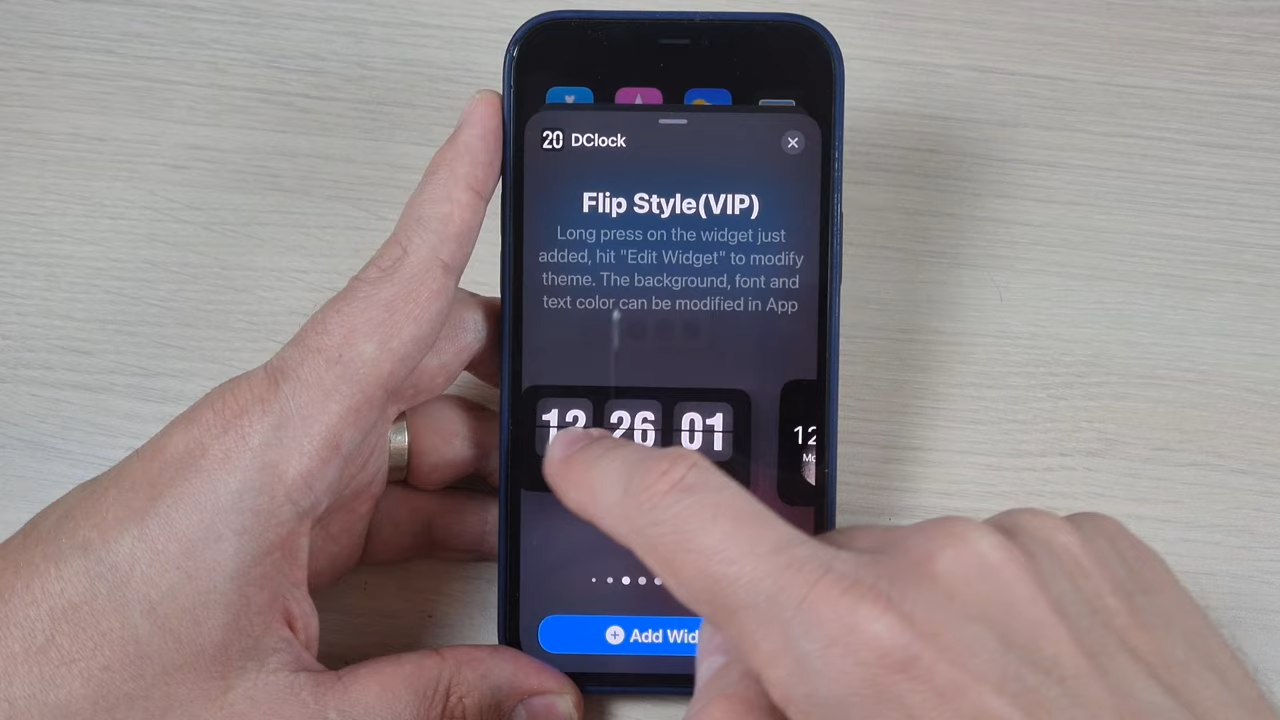 20 DClock
Flip Style(VIP)
Long press on the widget just
added, hit "Edit Widget" to modify
theme. The background, font and
text color can be modified in App
12 26 01
12
Add